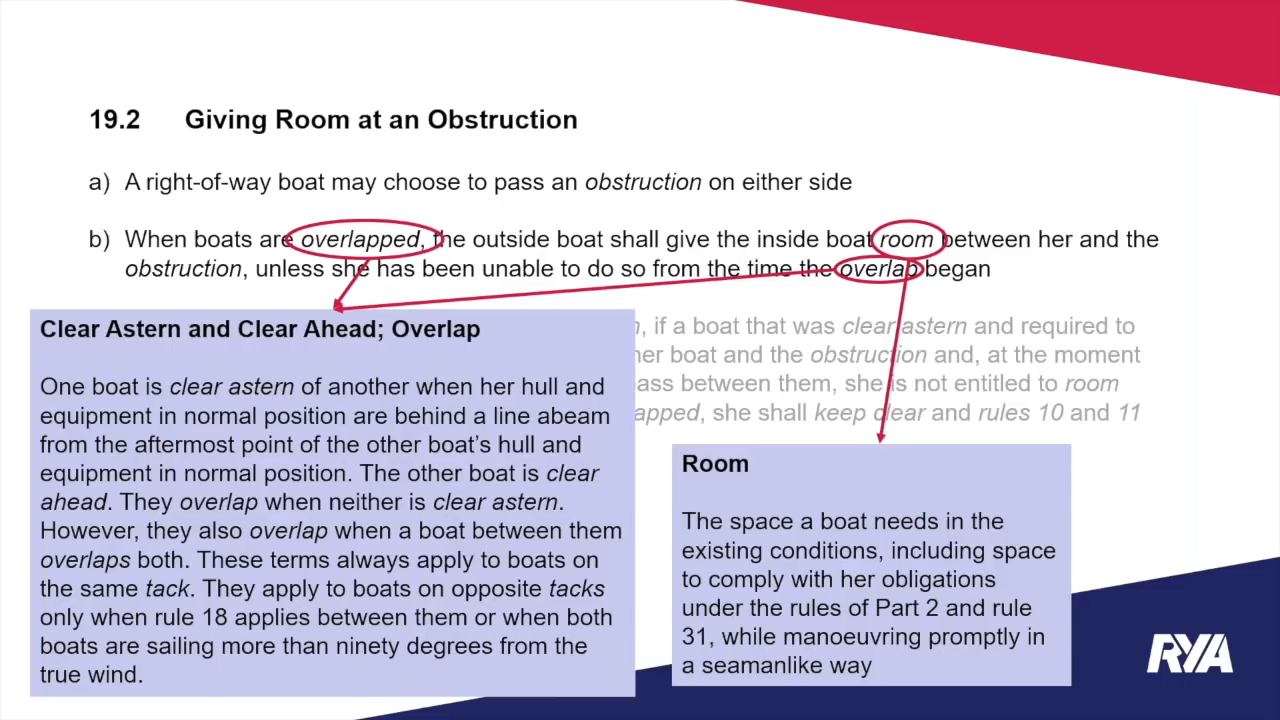 19.2 Giving Room at an Obstruction
a) A right-of-way boat may choose to pass an obstruction on either side
b) When boats are overlapped, the outside boat shall give the inside boat room between her and the
obstruction, unless she has been unable to do so from the time the overlap began
if a boat that was clear astern and required to
her boat and the obstruction and, at the moment
pass between them, she is not entitled to room
she shall keep clear and rules 10 and 11
Clear Astern and Clear Ahead; Overlap
One boat is clear astern of another when her hull and
equipment in normal position are behind a line abeam
from the aftermost point of the other boat's hull and
equipment in normal position. The other boat is clear
ahead. They overlap when neither is clear astern.
However, they also overlap when a boat between them
overlaps both. These terms always apply to boats on
the same tack. They apply to boats on opposite tacks
only when rule 18 applies between them or when both
boats are sailing more than ninety degrees from the
true wind.
Room
The space a boat needs in the
existing conditions, including space
to comply with her obligations
under the rules of Part 2 and rule
31, while manoeuvring promptly in
a seamanlike way
RYA